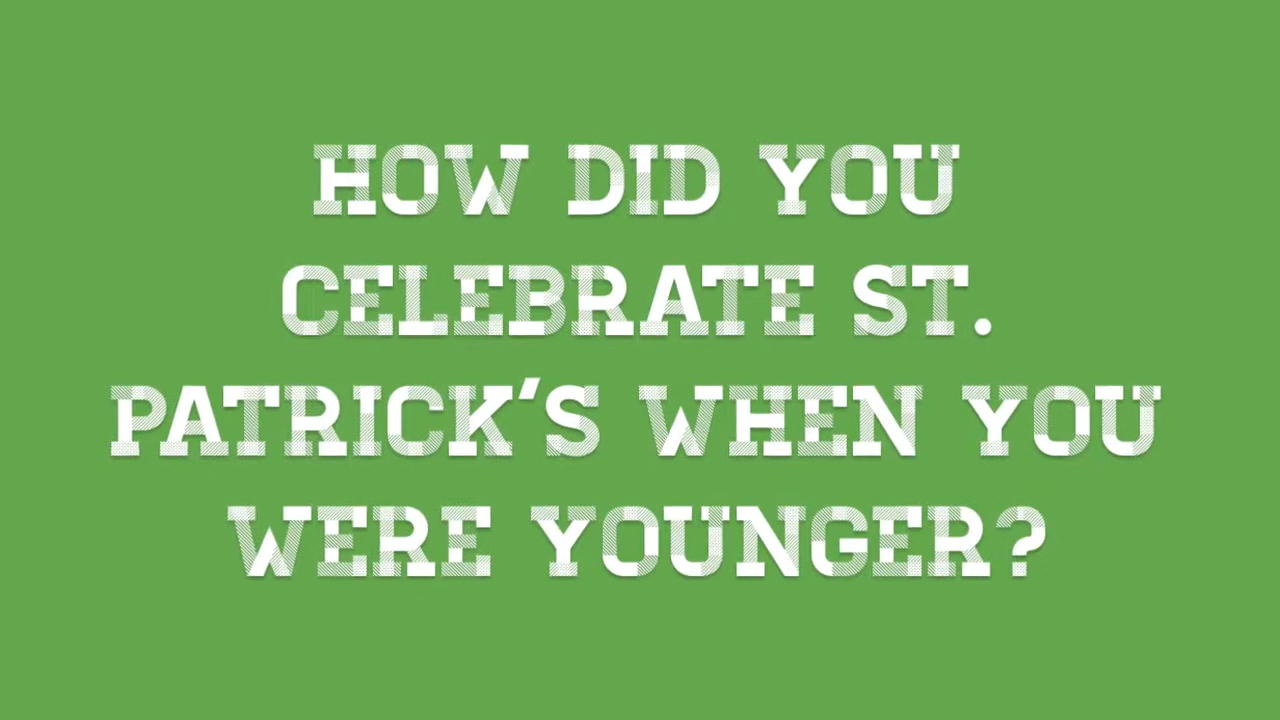 HOW DID YOU
CELEBRATE ST.
PATRICK'S WHEN YOU
WERE YOUNGER?